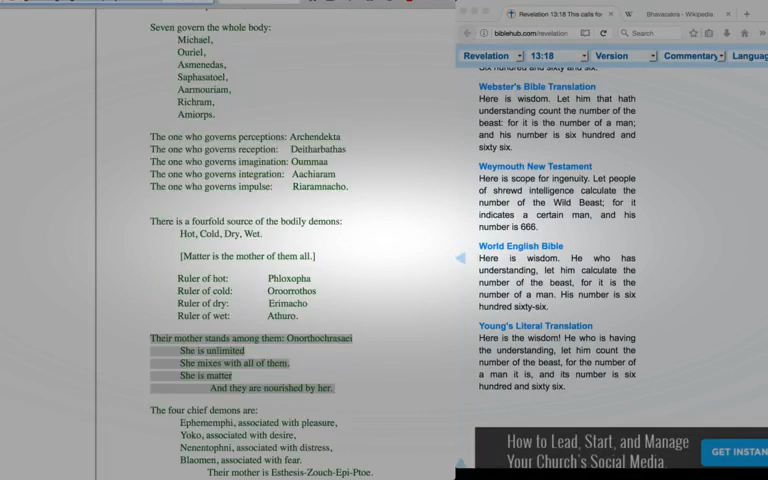 Seven govern the whole body:
Michael,
Ouriel,
Asmenedas,
Saphasatoel,
Aarmouriam,
Richram,
Amiorps.
The one who governs perceptions: Archendekta
The one who governs reception: Deitharbathas
The one who governs imagination: Oummaa
The one who governs integration: Aachiaram
The one who governs impulse: Riaramnacho.
There is a fourfold source of the bodily demons:
Hot, Cold, Dry, Wet.
[Matter is the mother of them all.]
Ruler of hot: Phloxopha
Ruler of cold: Oroorrothos
Ruler of dry: Erimacho
Ruler of wet: Athuro.
Their mother stands among them: Onorthochrasaei
She is unlimited
She mixes with all of them.
She is matter
And they are nourished by her.
The four chief demons are:
Ephememphi, associated with pleasure,
Yoko, associated with desire,
Nenentophni, associated with distress,
Blaomen, associated with fear.
Their mother is Esthesis-Zouch-Epi-Ptoe.
Revelation 13:18 This calls for
Bhavacakra - Wikipedia
biblehub.com/revelation
Search
Revelation 13:18 Version Commentary Languag
Six hundred and sixty and six.
Webster's Bible Translation
Here is wisdom. Let him that hath
understanding count the number of the
beast: for it is the number of a man;
and his number is six hundred and
sixty six.
Weymouth New Testament
Here is scope for ingenuity. Let people
of shrewd intelligence calculate the
number of the Wild Beast; for it
indicates a certain man, and his
number is 666.
World English Bible
Here is wisdom. He who has
understanding, let him calculate the
number of the beast, for it is the
number of a man. His number is six
hundred sixty-six.
Young's Literal Translation
Here is the wisdom! He who is having
the understanding, let him count the
number of the beast, for the number of
a man it is, and its number is six
hundred and sixty six.
How to Lead, Start, and Manage
Your Church's Social Media.
GET INSTAN